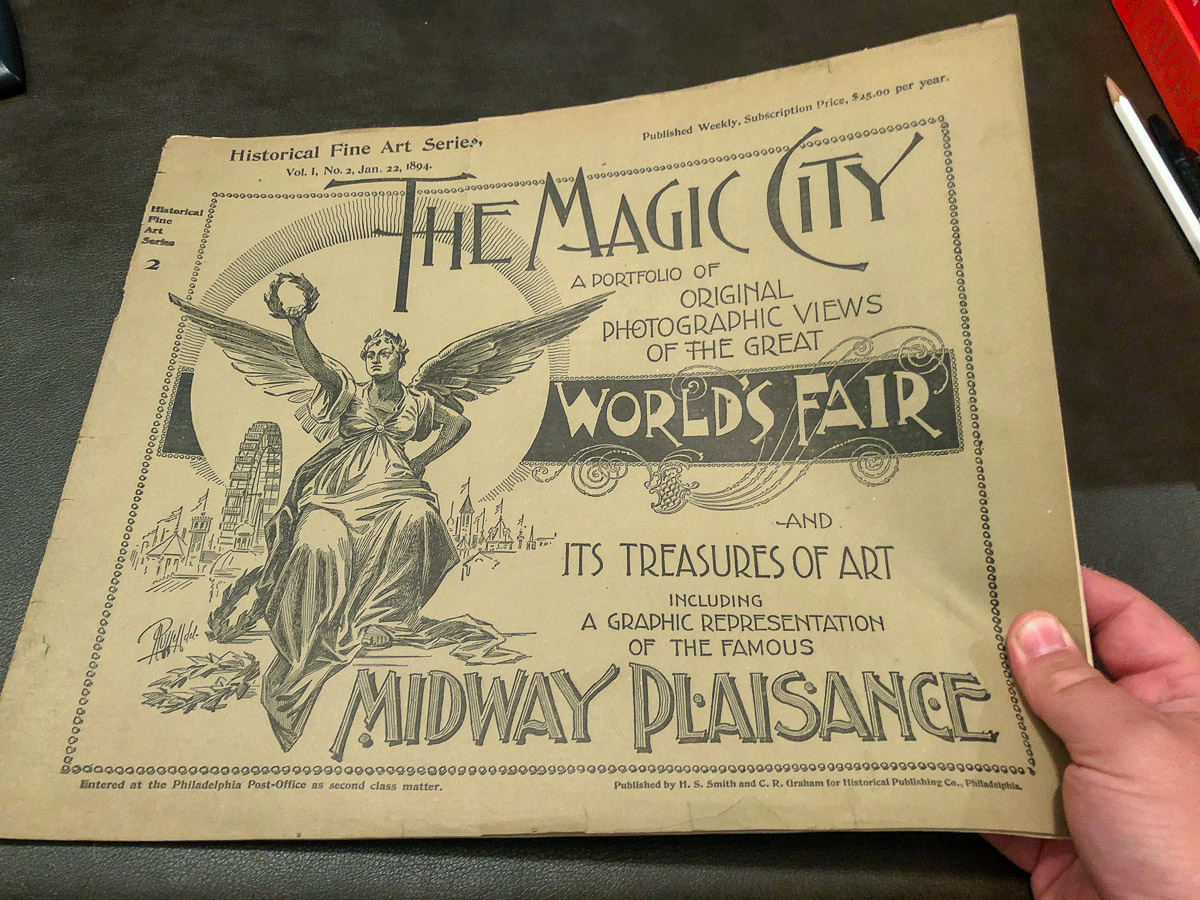 Historical Fine Art Series,
Vol. I, No. 2, Jan. 22, 1894.
Published Weekly, Subscription Price, $25.00 per year.
Historical
Fine
Art
Series
2
THE MAGIC CITY
A PORTFOLIO OF
ORIGINAL
PHOTOGRAPHIC VIEWS
OF THE GREAT
WORLD'S FAIR
AND
ITS TREASURES OF ART
INCLUDING
A GRAPHIC REPRESENTATION
OF THE FAMOUS
MIDWAY PLAISANCE
Entered at the Philadelphia Post-Office as second class matter.
Published by H. S. Smith and C. R. Graham for Historical Publishing Co., Philadelphia.